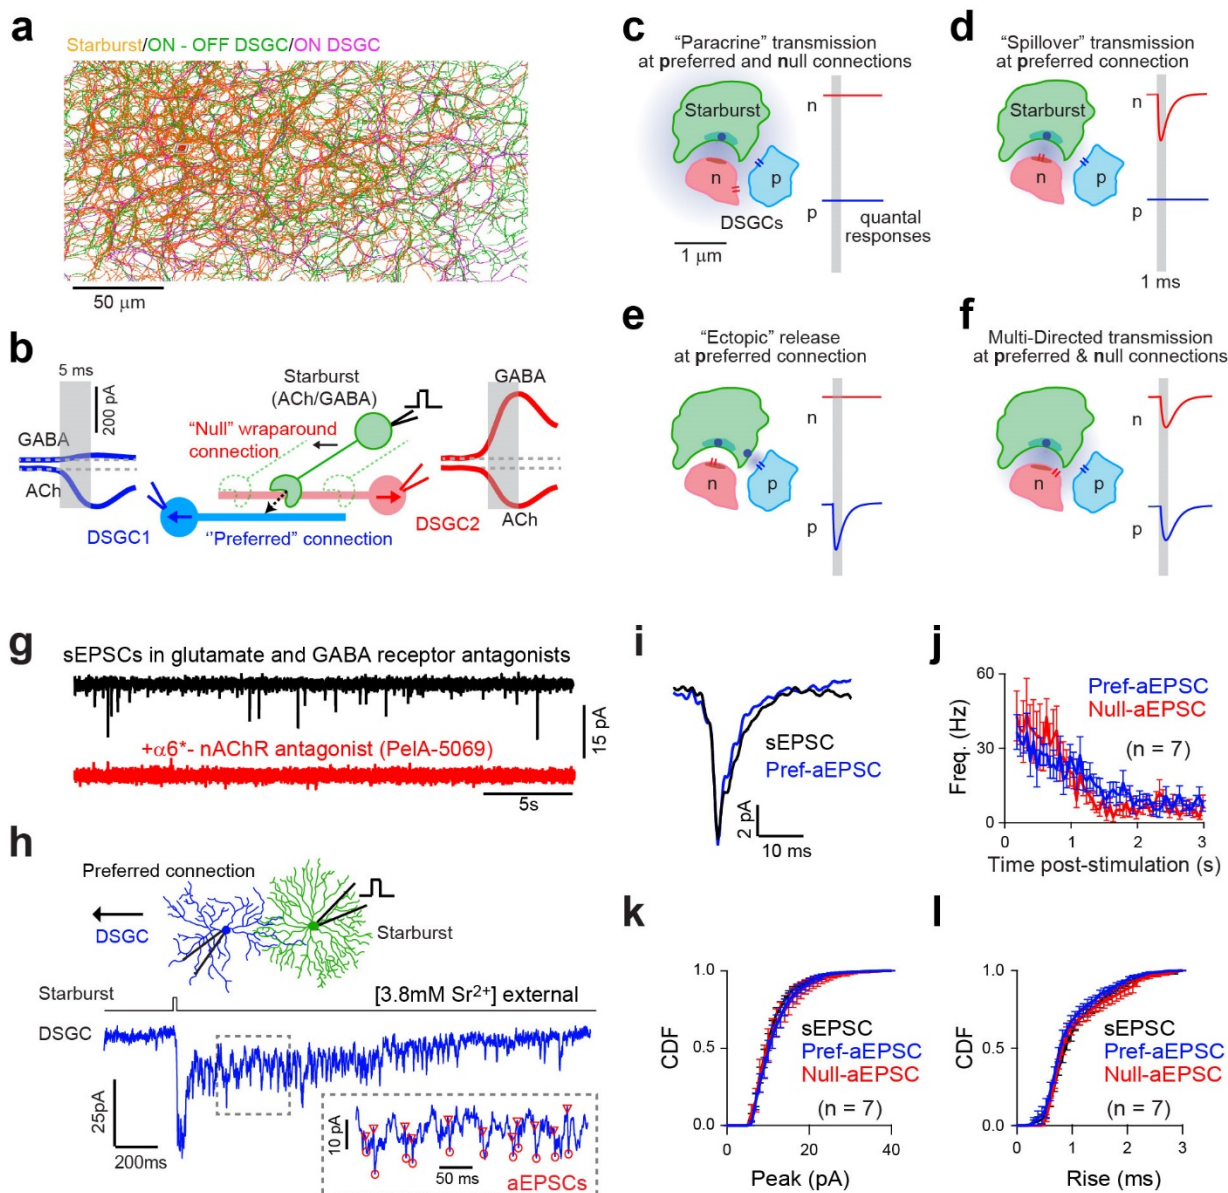 a
Starburst/ON - OFF DSGC/ON DSGC
50 μm
b
5 ms
200 pA
GABA
ACh
DSGC1
Starburst
(ACh/GABA)
"Null" wraparound
connection
''Preferred" connection
DSGC2
GABA
ACh
c
"Paracrine" transmission
at preferred and null connections
Starburst
n
p
DSGCs
1 μm
n
p
quantal
responses
d
"Spillover" transmission
at preferred connection
Starburst
n
p
n
p
1 ms
e
"Ectopic" release
at preferred connection
n
p
n
p
f
Multi-Directed transmission
at preferred & null connections
n
p
n
p
g
sEPSCs in glutamate and GABA receptor antagonists
15 pA
+α6*- nAChR antagonist (PeIA-5069)
5s
h
Preferred connection
DSGC
Starburst
Starburst
[3.8mM Sr2+] external
DSGC
25pA
200ms
10 pA
50 ms
aEPSCs
i
sEPSC
Pref-aEPSC
2 pA
10 ms
j
Freq. (Hz)
60
30
0
Pref-aEPSC
Null-aEPSC
(n = 7)
0 1 2 3
Time post-stimulation (s)
k
CDF
1.0
0.5
0.0
sEPSC
Pref-aEPSC
Null-aEPSC
(n = 7)
0 20 40
Peak (pA)
l
CDF
1.0
0.5
0.0
sEPSC
Pref-aEPSC
Null-aEPSC
(n = 7)
0 1 2 3
Rise (ms)